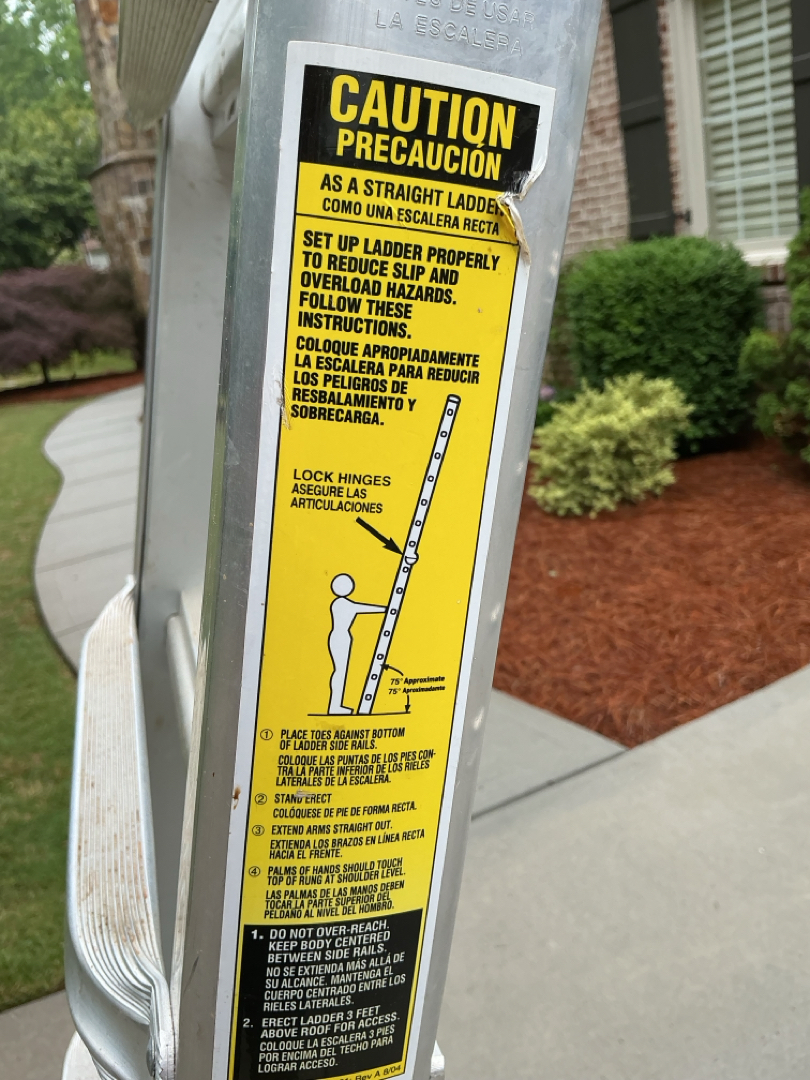 DE USAR
LA ESCALERA
CAUTION
PRECAUCIÓN
AS A STRAIGHT LADDER
COMO UNA ESCALERA RECTA
SET UP LADDER PROPERLY
TO REDUCE SLIP AND
OVERLOAD HAZARDS.
FOLLOW THESE
INSTRUCTIONS.
COLOQUE APROPIADAMENTE
LA ESCALERA PARA REDUCIR
LOS PELIGROS DE
RESBALAMIENTO Y
SOBRECARGA.
LOCK HINGES
ASEGURE LAS
ARTICULACIONES
75° Approximate
75° Aproximadante
① PLACE TOES AGAINST BOTTOM
OF LADDER SIDE RAILS.
COLOQUE LAS PUNTAS DE LOS PIES CON-
TRA LA PARTE INFERIOR DE LOS RIELES
LATERALES DE LA ESCALERA.
② STAND ERECT
COLÓQUESE DE PIE DE FORMA RECTA.
③ EXTEND ARMS STRAIGHT OUT.
EXTIENDA LOS BRAZOS EN LÍNEA RECTA
HACIA EL FRENTE.
④ PALMS OF HANDS SHOULD TOUCH
TOP OF RUNG AT SHOULDER LEVEL.
LAS PALMAS DE LAS MANOS DEBEN
TOCAR LA PARTE SUPERIOR DEL
PELDAÑO AL NIVEL DEL HOMBRO.
1. DO NOT OVER-REACH.
KEEP BODY CENTERED
BETWEEN SIDE RAILS.
NO SE EXTIENDA MÁS ALLÁ DE
SU ALCANCE. MANTENGA EL
CUERPO CENTRADO ENTRE LOS
RIELES LATERALES.
2. ERECT LADDER 3 FEET
ABOVE ROOF FOR ACCESS.
COLOQUE LA ESCALERA 3 PIES
POR ENCIMA DEL TECHO PARA
LOGRAR ACCESO.
Rev A 8/04